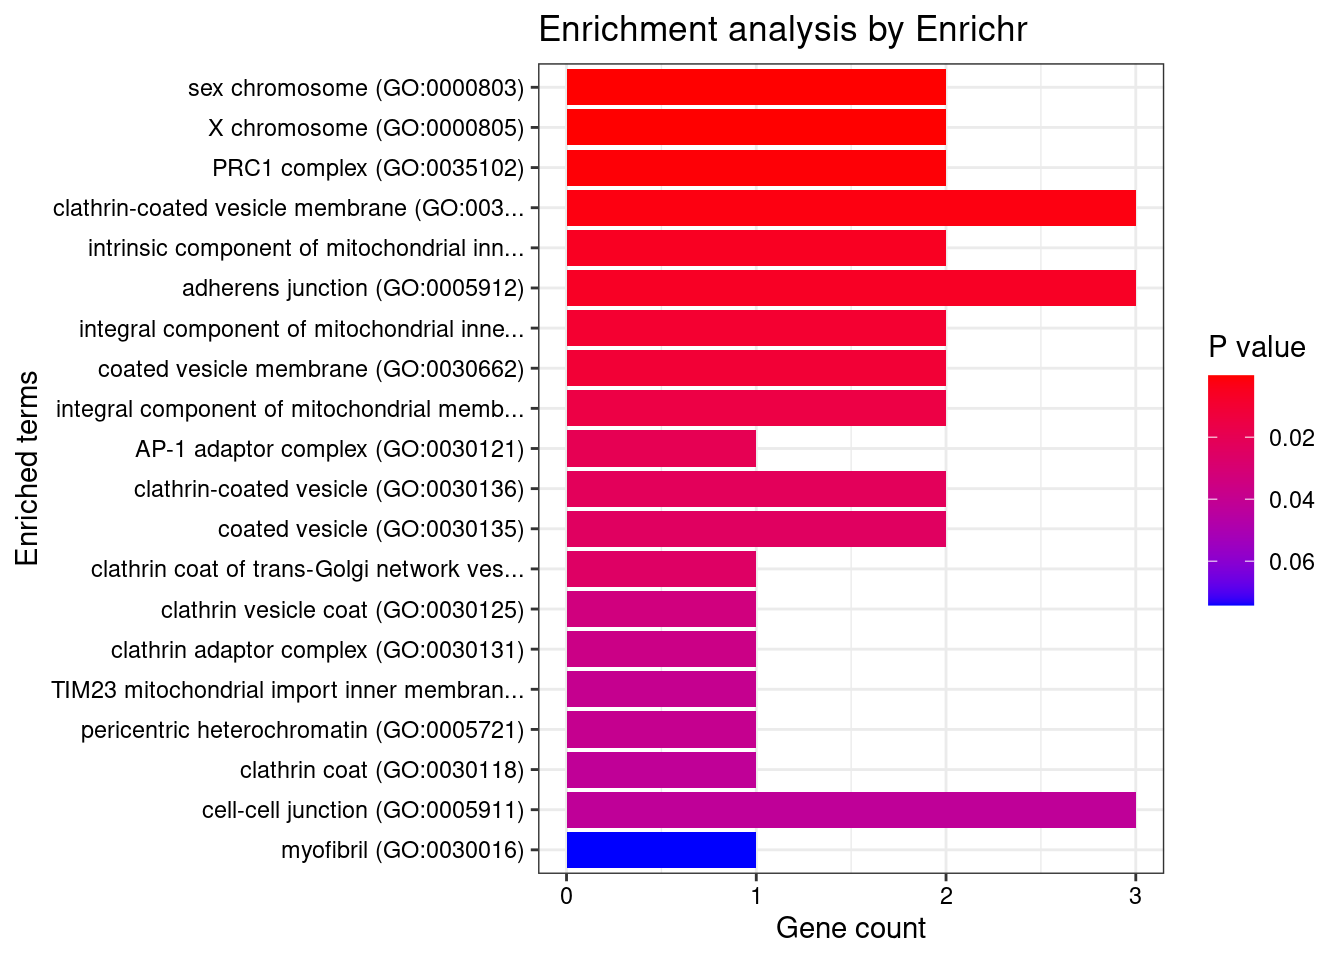 Enrichment analysis by Enrichr
sex chromosome (GO:0000803)
X chromosome (GO:0000805)
PRC1 complex (GO:0035102)
clathrin-coated vesicle membrane (GO:003...
intrinsic component of mitochondrial inn...
adherens junction (GO:0005912)
integral component of mitochondrial inne...
coated vesicle membrane (GO:0030662)
integral component of mitochondrial memb...
AP-1 adaptor complex (GO:0030121)
clathrin-coated vesicle (GO:0030136)
coated vesicle (GO:0030135)
clathrin coat of trans-Golgi network ves...
clathrin vesicle coat (GO:0030125)
clathrin adaptor complex (GO:0030131)
TIM23 mitochondrial import inner membran...
pericentric heterochromatin (GO:0005721)
clathrin coat (GO:0030118)
cell-cell junction (GO:0005911)
myofibril (GO:0030016)
Enriched terms
0 1 2 3
Gene count
P value
0.02
0.04
0.06